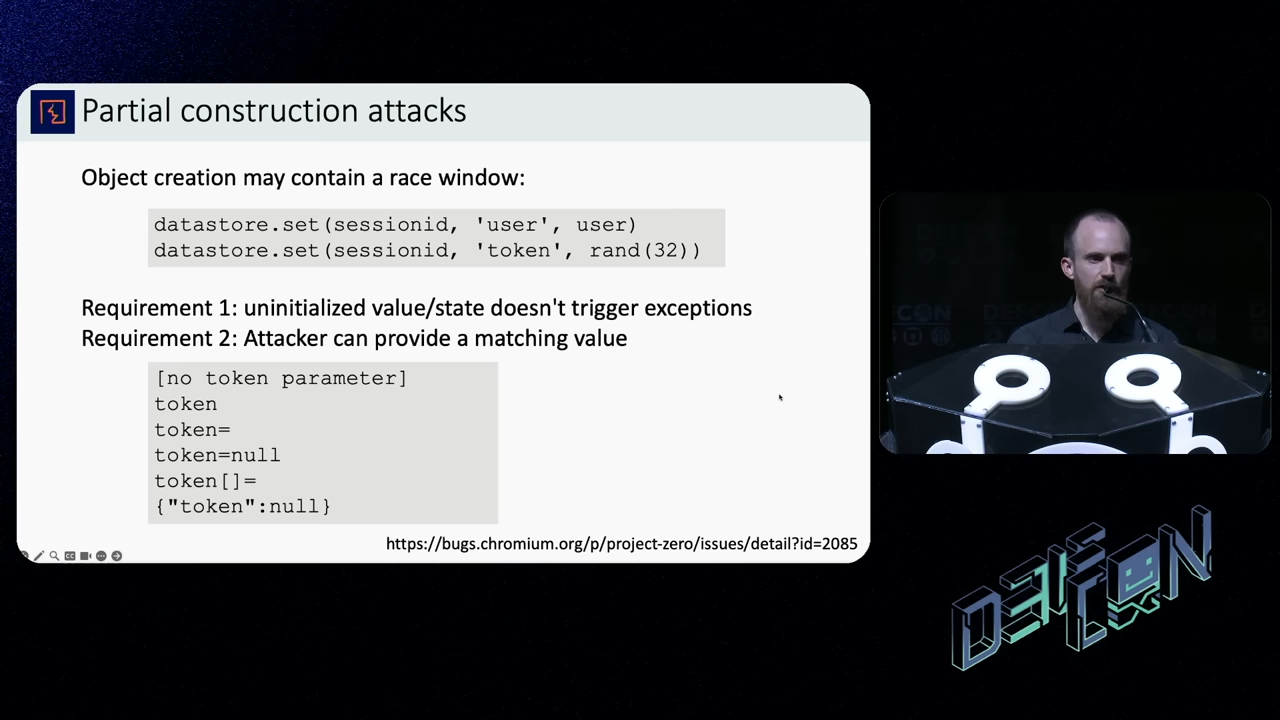 Partial construction attacks
Object creation may contain a race window:
datastore.set(sessionid, 'user', user)
datastore.set(sessionid, 'token', rand(32))
Requirement 1: uninitialized value/state doesn't trigger exceptions
Requirement 2: Attacker can provide a matching value
[no token parameter]
token
token=
token=null
token[]=
{"token":null}
https://bugs.chromium.org/p/project-zero/issues/detail?id=2085
DEFCON